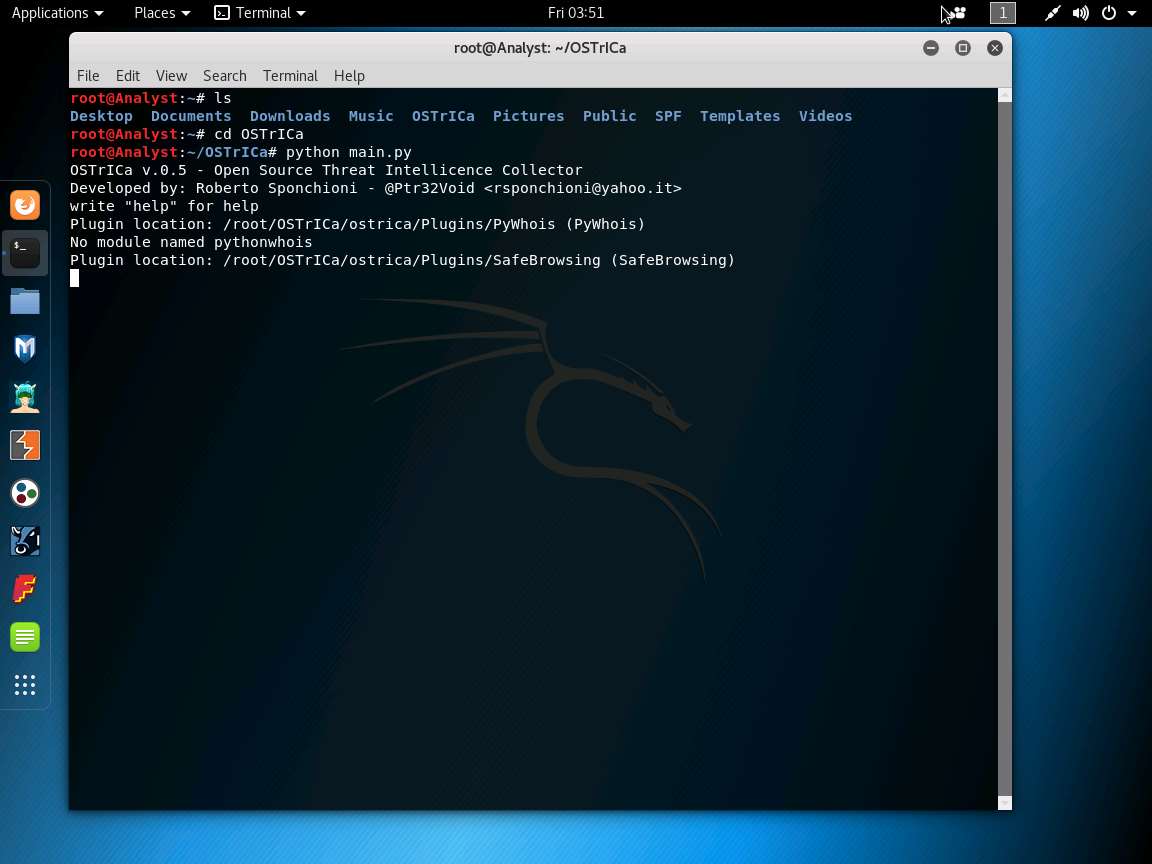 Applications Places Terminal Fri 03:51 1
root@Analyst: ~/OSTrICa
File Edit View Search Terminal Help
root@Analyst:~# ls
Desktop Documents Downloads Music OSTrICa Pictures Public SPF Templates Videos
root@Analyst:~# cd OSTrICa
root@Analyst:~/OSTrICa# python main.py
OSTrICa v.0.5 - Open Source Threat Intellicence Collector
Developed by: Roberto Sponchioni - @Ptr32Void <rsponchioni@yahoo.it>
write "help" for help
Plugin location: /root/OSTrICa/ostrica/Plugins/PyWhois (PyWhois)
No module named pythonwhois
Plugin location: /root/OSTrICa/ostrica/Plugins/SafeBrowsing (SafeBrowsing)